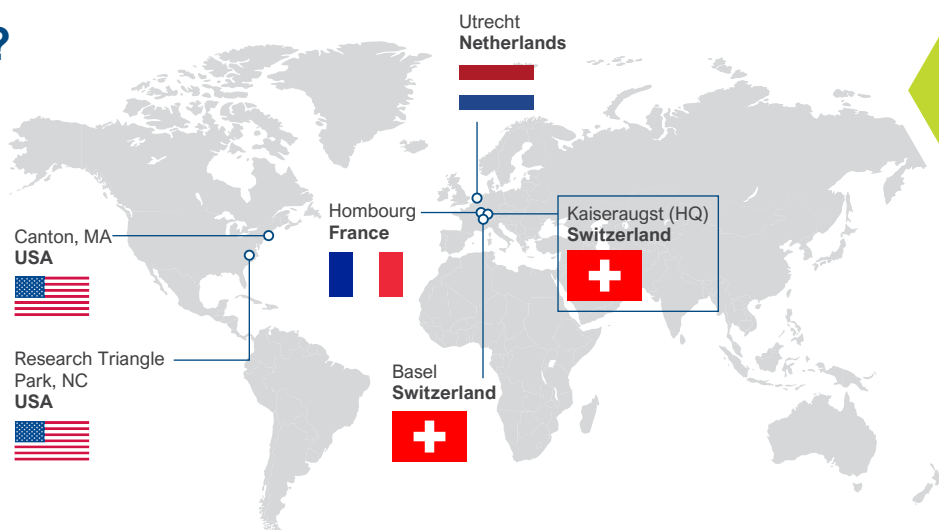 ?
Utrecht
Netherlands
Hombourg
France
Kaiseraugst (HQ)
Switzerland
Canton, MA
USA
Research Triangle
Park, NC
USA
Basel
Switzerland